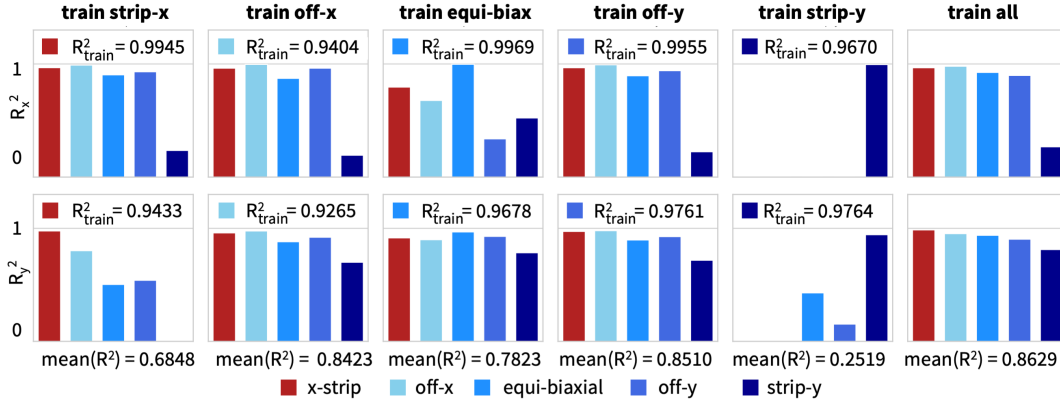 train strip-x train off-x train equi-biax train off-y train strip-y train all
R²train = 0.9945 R²train = 0.9404 R²train = 0.9969 R²train = 0.9955 R²train = 0.9670
1
Rx²
0
R²train = 0.9433 R²train = 0.9265 R²train = 0.9678 R²train = 0.9761 R²train = 0.9764
1
Ry²
0
mean(R²) = 0.6848 mean(R²) = 0.8423 mean(R²) = 0.7823 mean(R²) = 0.8510 mean(R²) = 0.2519 mean(R²) = 0.8629
x-strip off-x equi-biaxial off-y strip-y